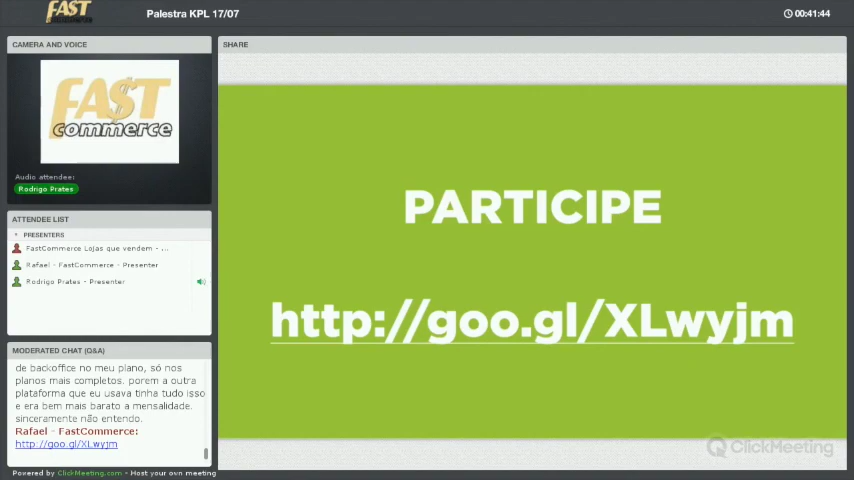 FAST
commerce
Palestra KPL 17/07
00:41:44
CAMERA AND VOICE
FAST
commerce
Audio attendee:
Rodrigo Prates
ATTENDEE LIST
PRESENTERS
FastCommerce Lojas que vendem - ...
Rafael - FastCommerce - Presenter
Rodrigo Prates - Presenter
MODERATED CHAT (Q&A)
de backoffice no meu plano, só nos
planos mais completos. porem a outra
plataforma que eu usava tinha tudo isso
e era bem mais barato a mensalidade.
sinceramente não entendo.
Rafael - FastCommerce:
http://goo.gl/XLwyjm
SHARE
PARTICIPE
http://goo.gl/XLwyjm
ClickMeeting
Powered by ClickMeeting.com • Host your own meeting